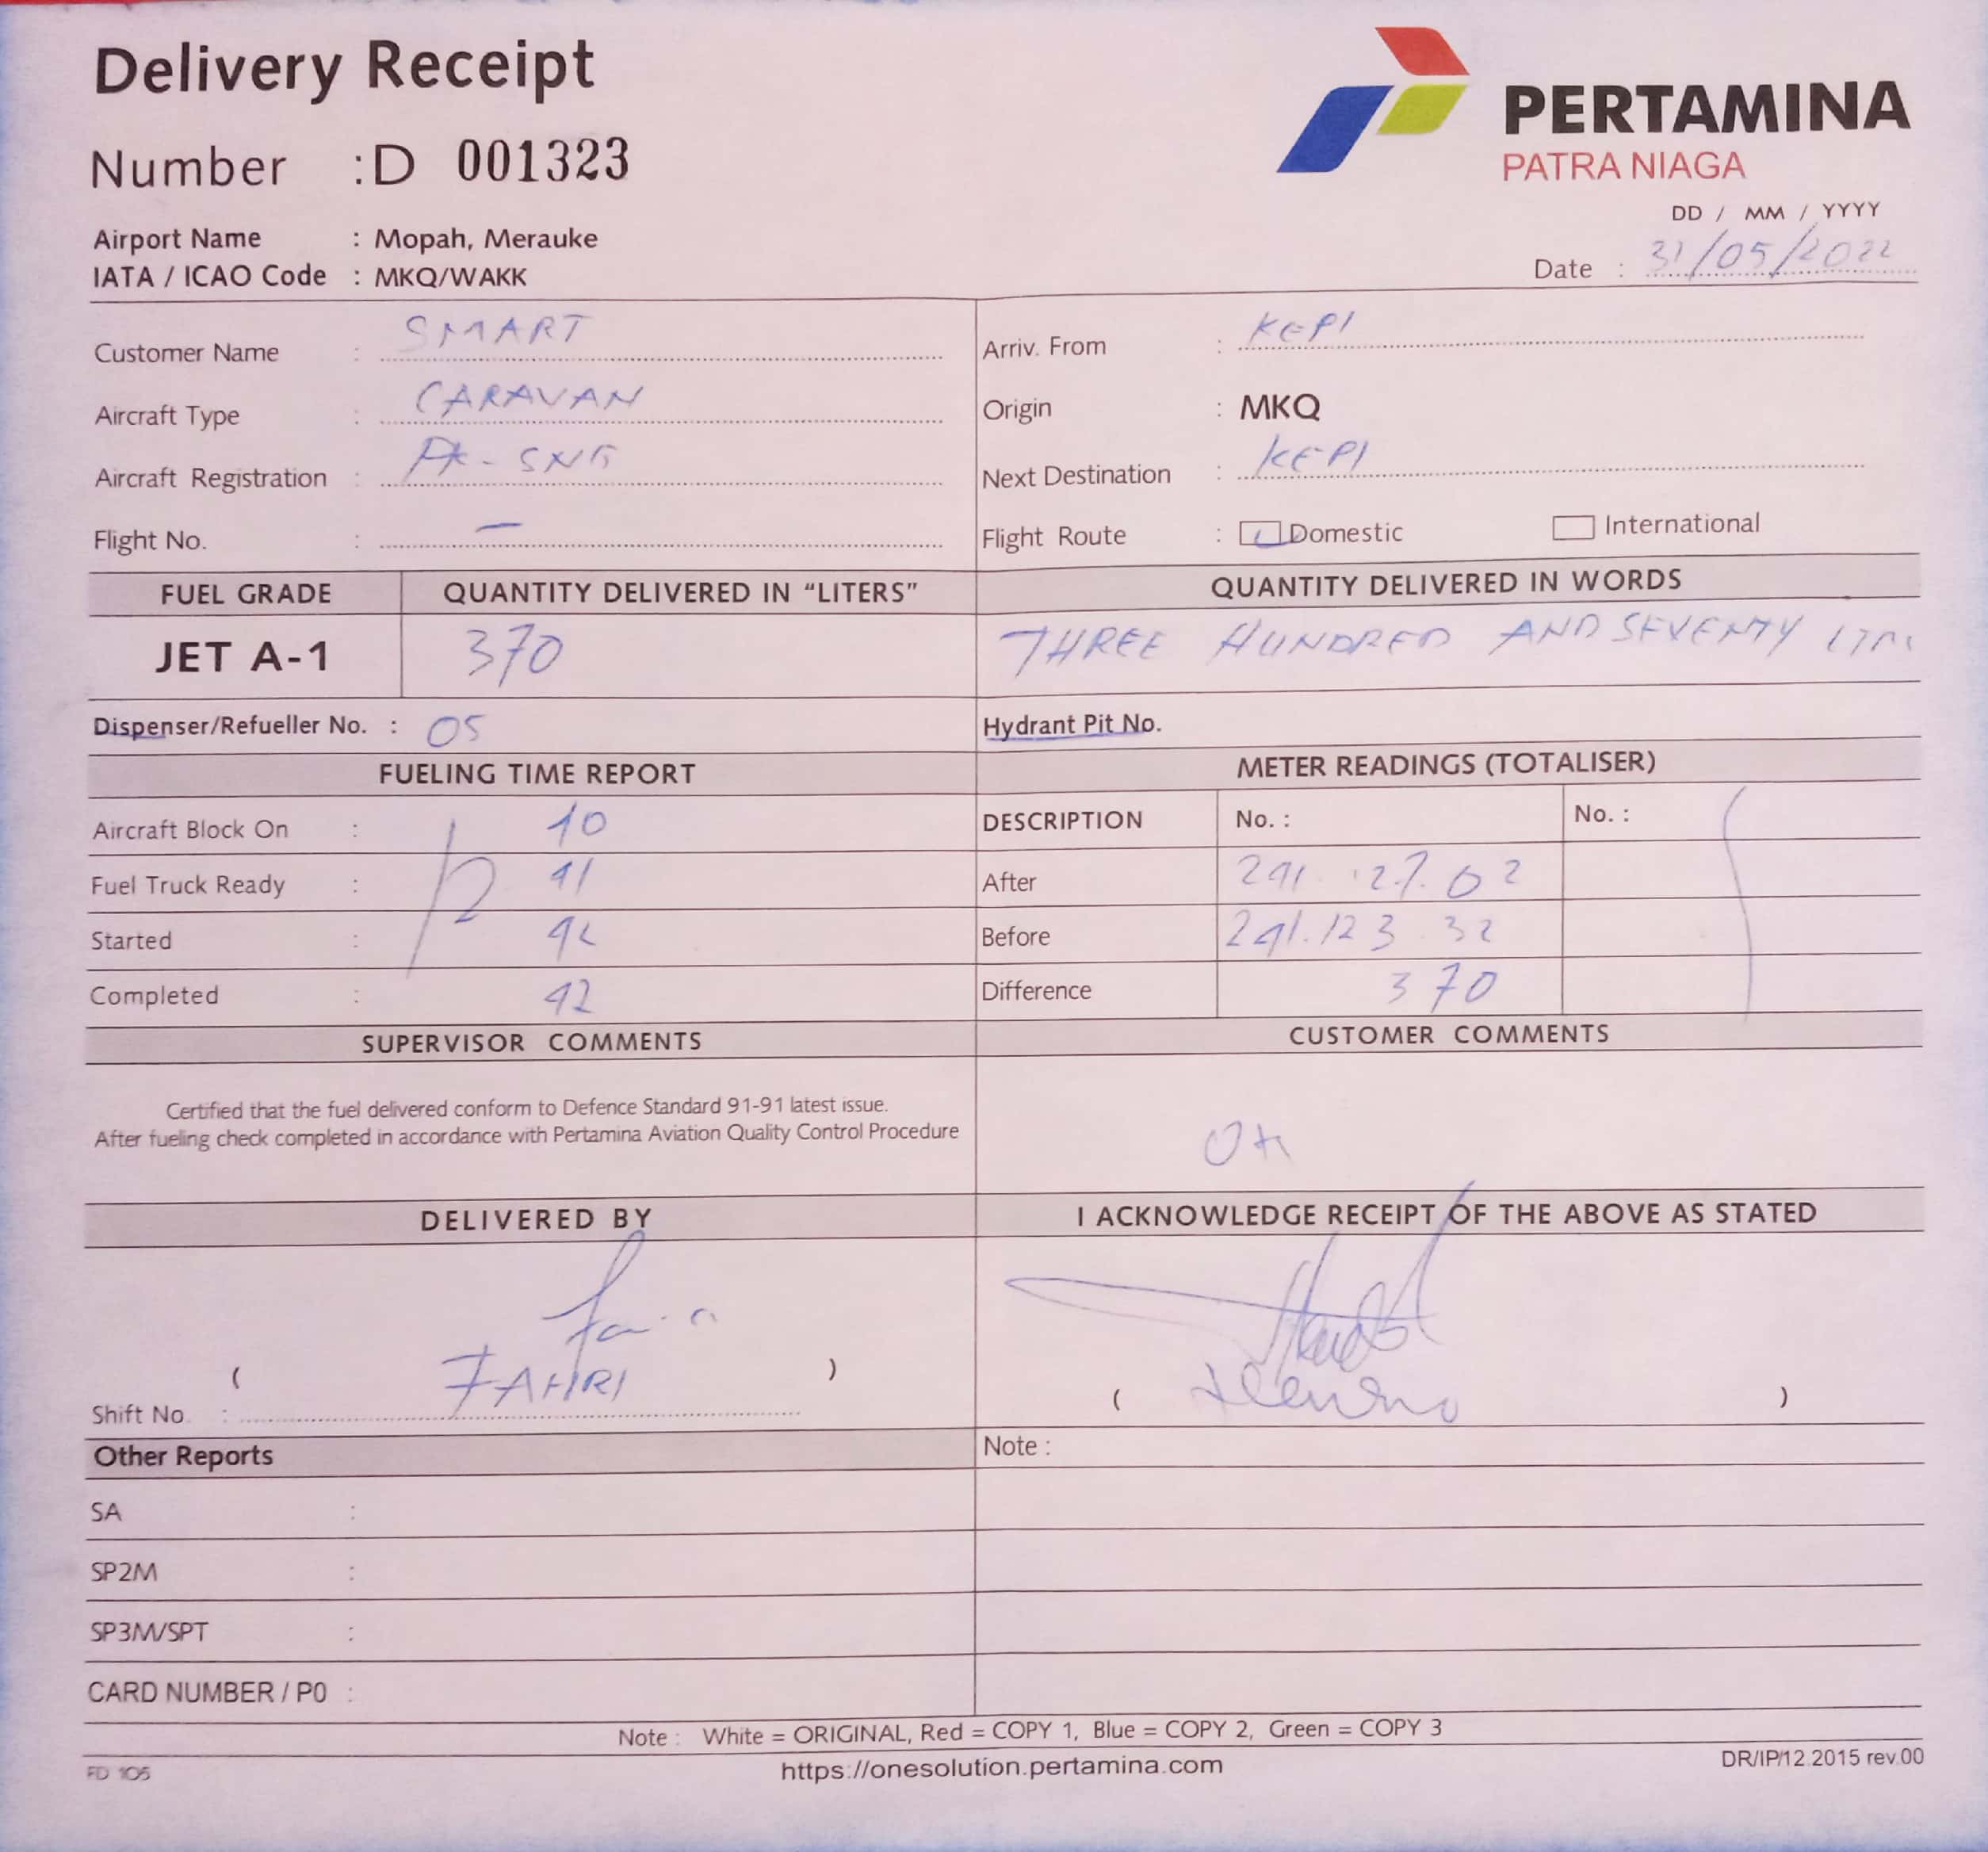 Delivery Receipt
Number : D 001323
PERTAMINA
PATRA NIAGA
Airport Name : Mopah, Merauke
IATA / ICAO Code : MKQ/WAKK
DD / MM / YYYY
Date : 31/05/2022
Customer Name : SMART
Arriv. From : KEPI
Aircraft Type : CARAVAN
Origin : MKQ
Aircraft Registration : PK-SNG
Next Destination : KEPI
Flight No. : –
Flight Route : Domestic International
FUEL GRADE QUANTITY DELIVERED IN “LITERS” QUANTITY DELIVERED IN WORDS
JET A-1 370 THREE HUNDRED AND SEVENTY
Dispenser/Refueller No. : 05 Hydrant Pit No.
FUELING TIME REPORT METER READINGS (TOTALISER)
Aircraft Block On : 10 DESCRIPTION No. : No. :
Fuel Truck Ready : 41 After 291.127.02
Started : 42 Before 291.123.32
Completed : 42 Difference 370
SUPERVISOR COMMENTS CUSTOMER COMMENTS
Certified that the fuel delivered conform to Defence Standard 91-91 latest issue.
After fueling check completed in accordance with Pertamina Aviation Quality Control Procedure
OK
DELIVERED BY I ACKNOWLEDGE RECEIPT OF THE ABOVE AS STATED
( FAHRI )
( )
Shift No. :
Other Reports Note :
SA :
SP2M :
SP3M/SPT :
CARD NUMBER / PO :
Note : White = ORIGINAL, Red = COPY 1, Blue = COPY 2, Green = COPY 3
FD 105 https://onesolution.pertamina.com DR/IP/12.2015 rev.00